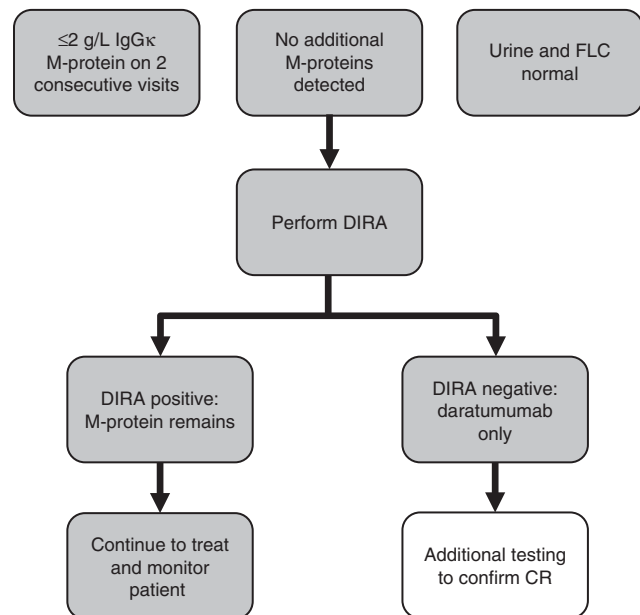 ≤2 g/L IgGκ
M-protein on 2
consecutive visits
No additional
M-proteins
detected
Urine and FLC
normal
Perform DIRA
DIRA positive:
M-protein remains
DIRA negative:
daratumumab
only
Continue to treat
and monitor
patient
Additional testing
to confirm CR